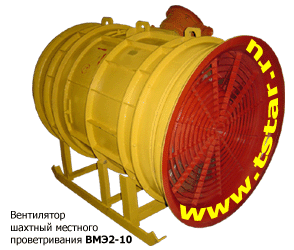 www.tstar.ru
Вентилятор
шахтный местного
проветривания ВМЭ2-10